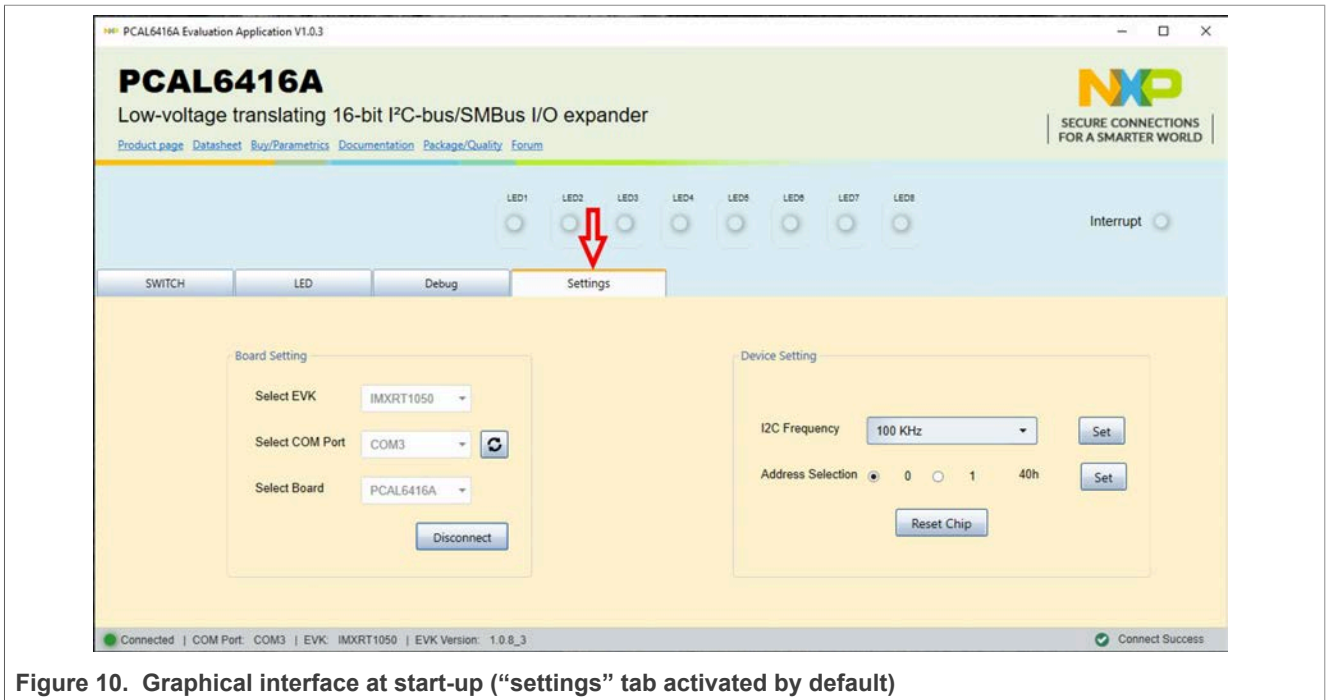 NXP PCAL6416A Evaluation Application V1.0.3
PCAL6416A
Low-voltage translating 16-bit I²C-bus/SMBus I/O expander
Product page Datasheet Buy/Parametrics Documentation Package/Quality Forum
NXP
SECURE CONNECTIONS
FOR A SMARTER WORLD
LED1 LED2 LED3 LED4 LED5 LED6 LED7 LED8
Interrupt
SWITCH LED Debug Settings
Board Setting
Select EVK IMXRT1050
Select COM Port COM3
Select Board PCAL6416A
Disconnect
Device Setting
I2C Frequency 100 KHz Set
Address Selection 0 1 40h Set
Reset Chip
Connected | COM Port: COM3 | EVK: IMXRT1050 | EVK Version: 1.0.8_3
Connect Success
Figure 10. Graphical interface at start-up (“settings” tab activated by default)